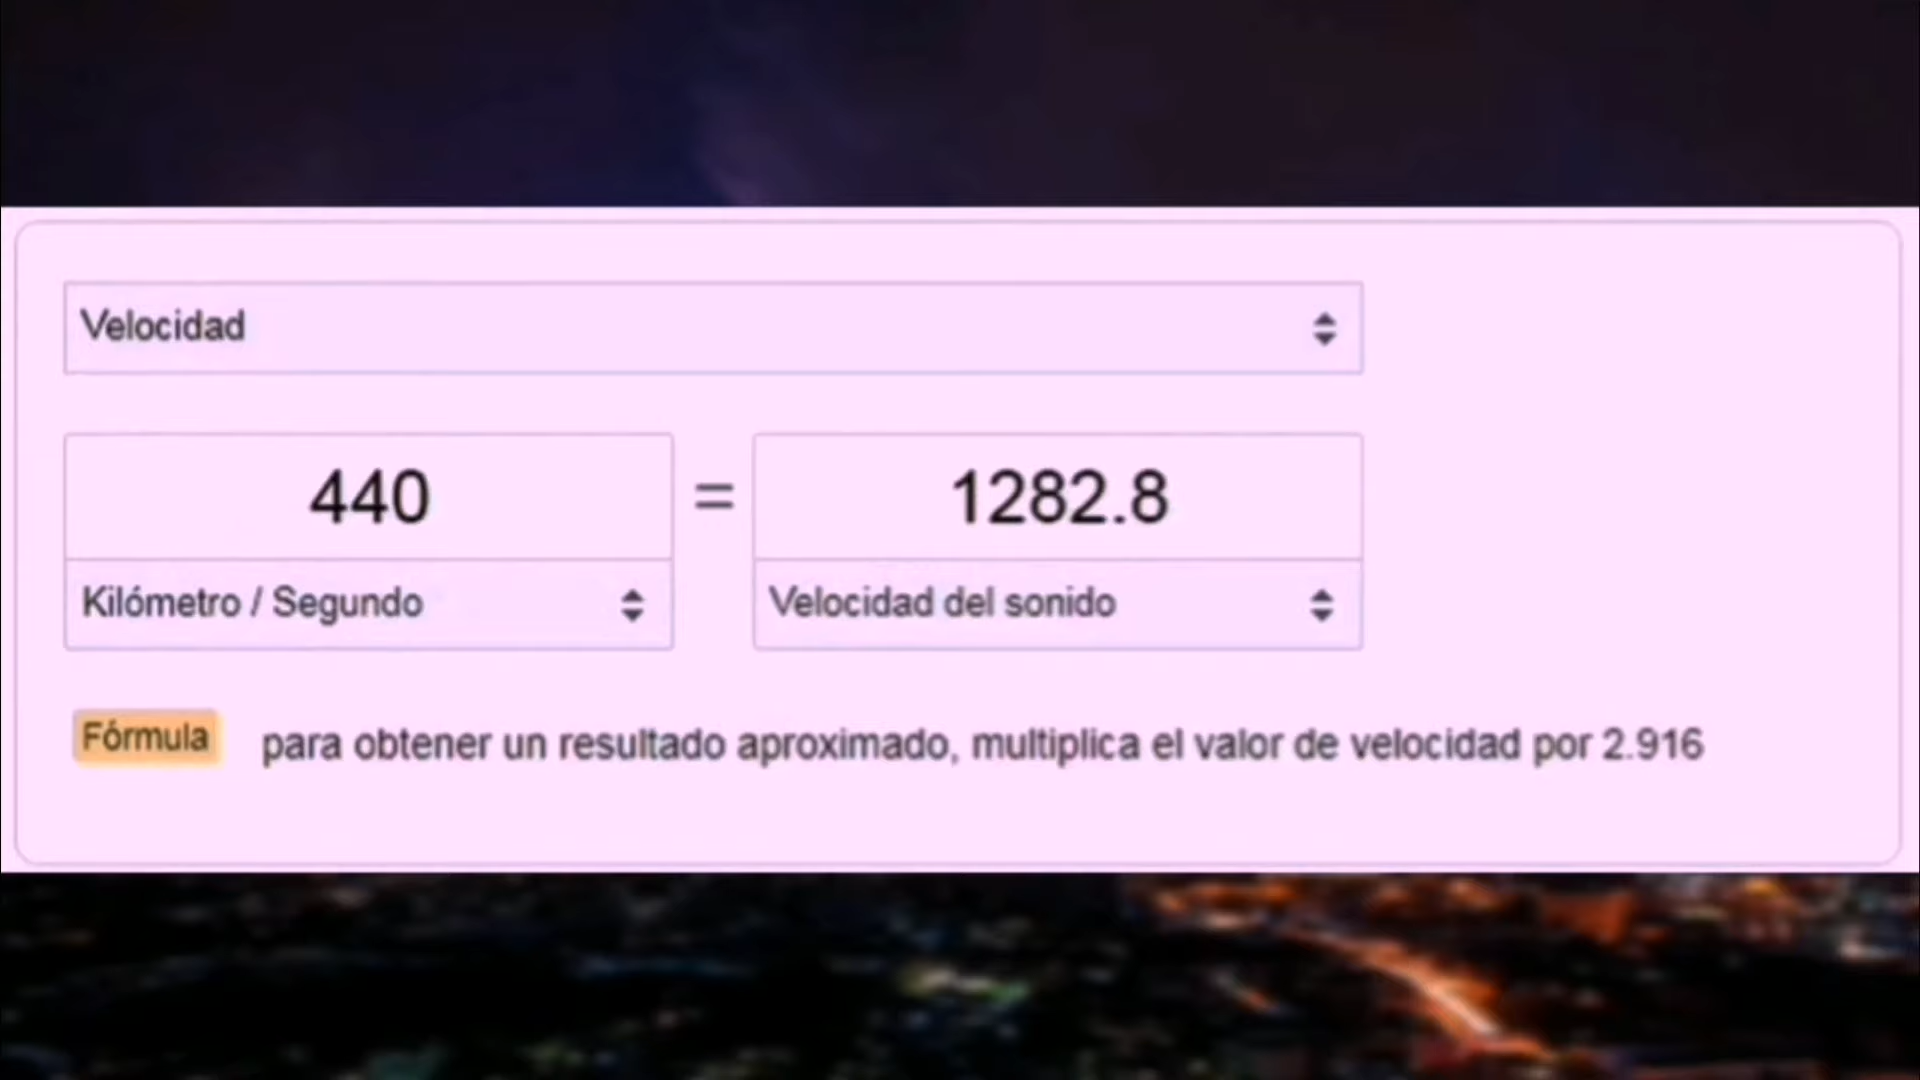 Velocidad
440 = 1282.8
Kilómetro / Segundo Velocidad del sonido
Fórmula para obtener un resultado aproximado, multiplica el valor de velocidad por 2.916